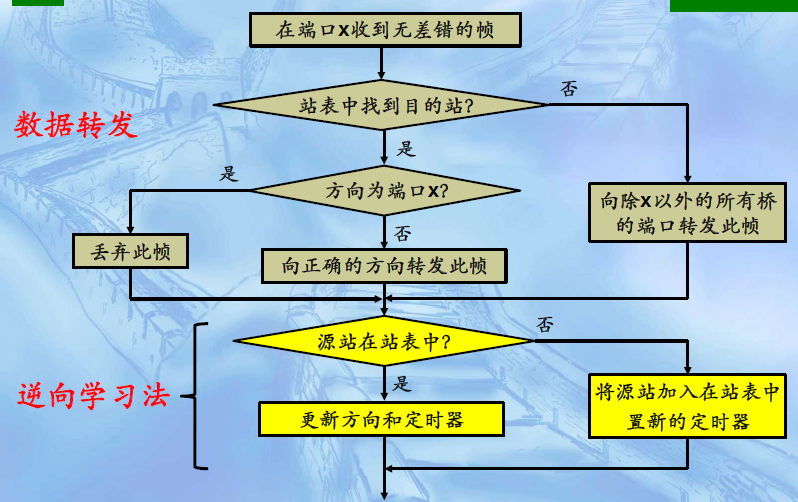 在端口x收到无差错的帧
站表中找到目的站?
否
数据转发
是
是
方向为端口x?
向除x以外的所有桥
的端口转发此帧
否
丢弃此帧
向正确的方向转发此帧
源站在站表中?
否
逆向学习法
是
更新方向和定时器
将源站加入在站表中
置新的定时器